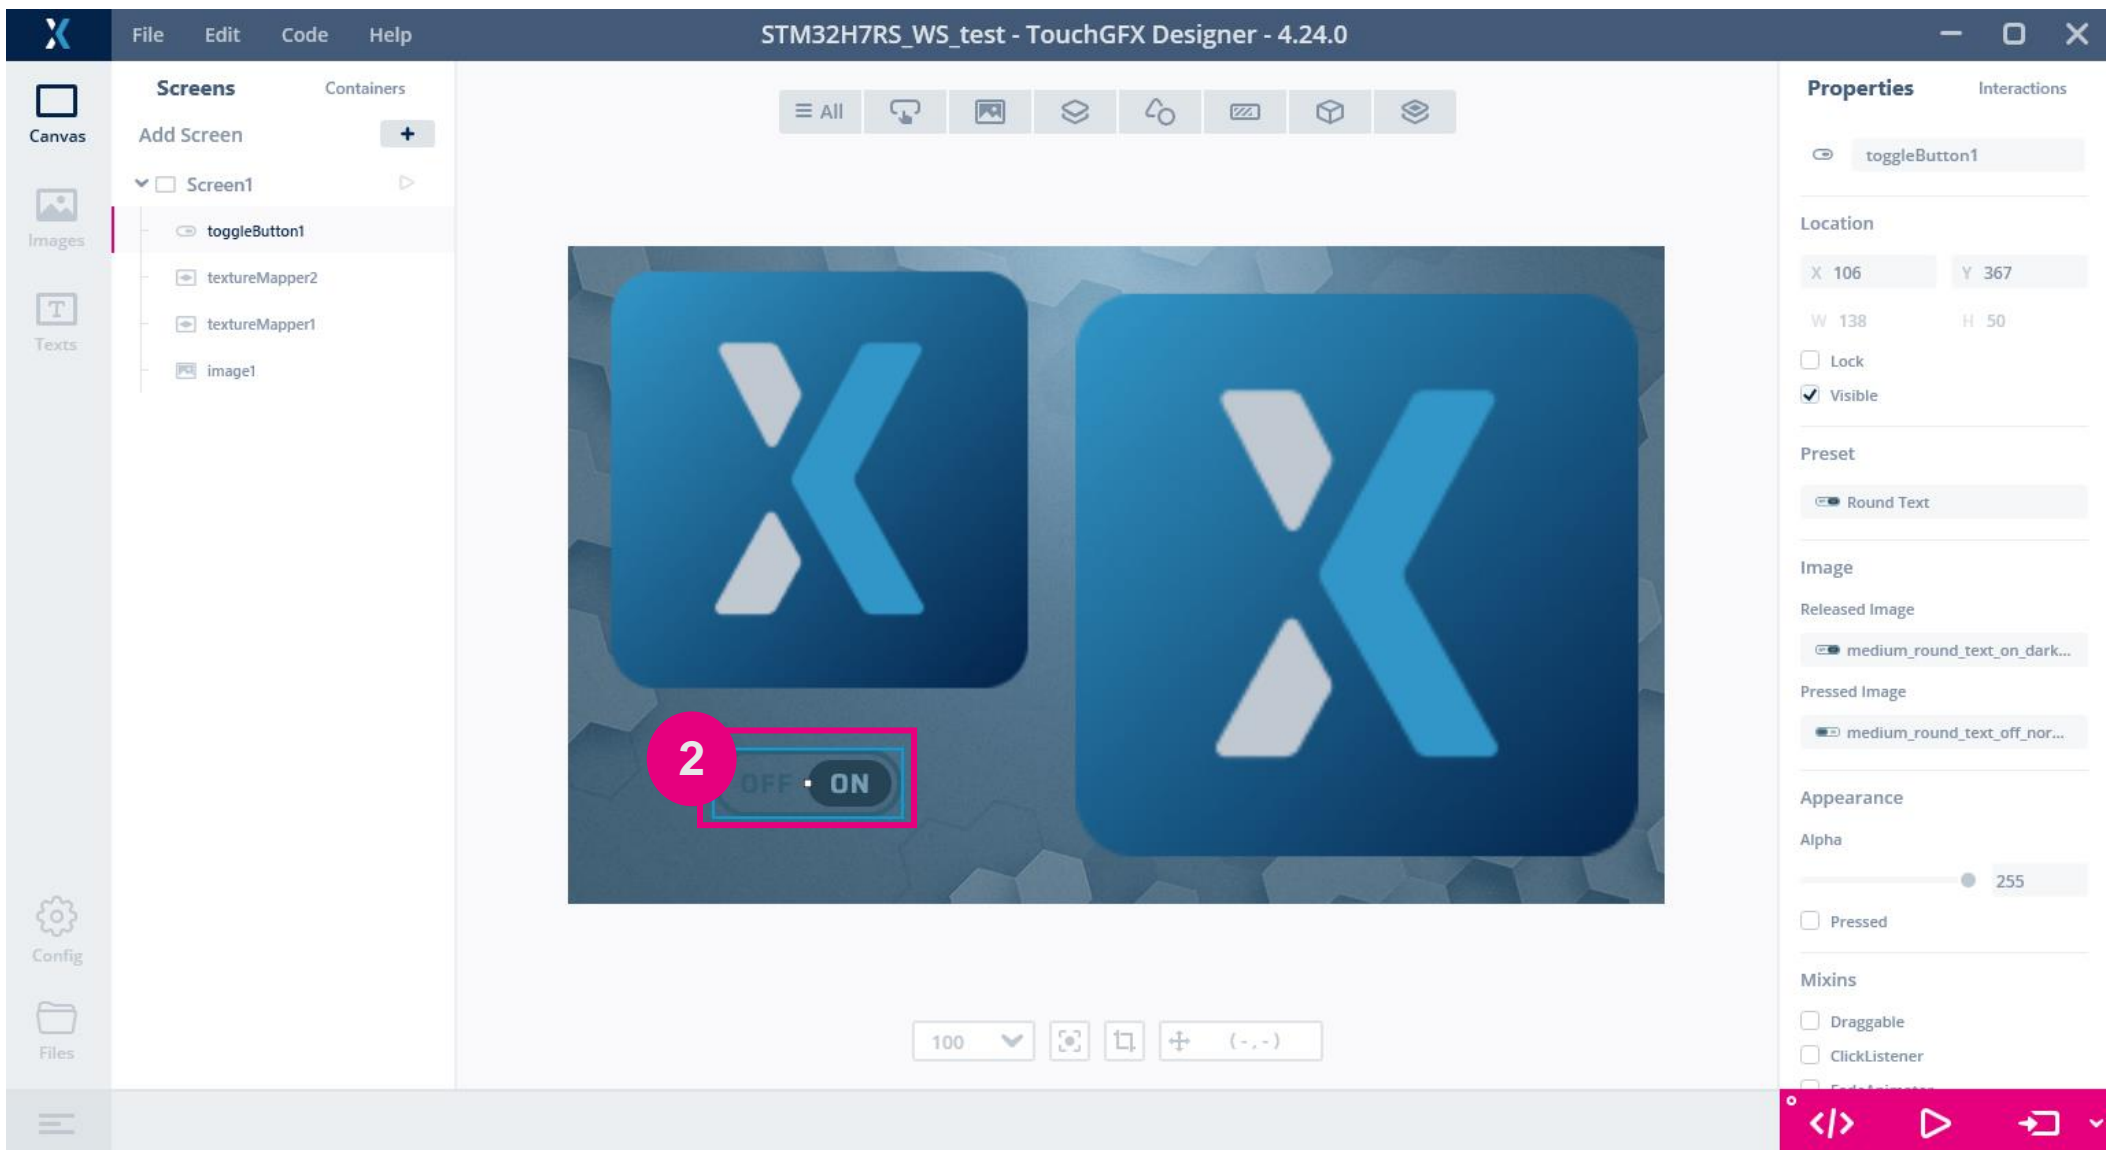 File Edit Code Help
STM32H7RS_WS_test - TouchGFX Designer - 4.24.0
Canvas
Images
Texts
Config
Files
Screens Containers
Add Screen +
Screen1
toggleButton1
textureMapper2
textureMapper1
image1
All
2
OFF ON
100
(-,-)
Properties Interactions
toggleButton1
Location
X 106 Y 367
W 138 H 50
Lock
Visible
Preset
Round Text
Image
Released Image
medium_round_text_on_dark...
Pressed Image
medium_round_text_off_nor...
Appearance
Alpha
255
Pressed
Mixins
Draggable
ClickListener